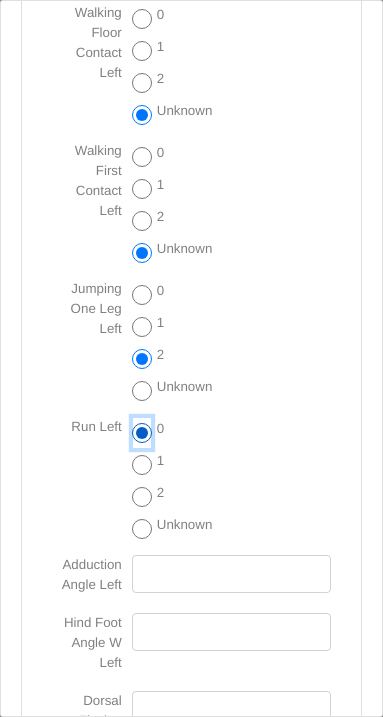 Walking
Floor
Contact
Left
0
1
2
Unknown
Walking
First
Contact
Left
0
1
2
Unknown
Jumping
One Leg
Left
0
1
2
Unknown
Run Left
0
1
2
Unknown
Adduction
Angle Left
Hind Foot
Angle W
Left
Dorsal